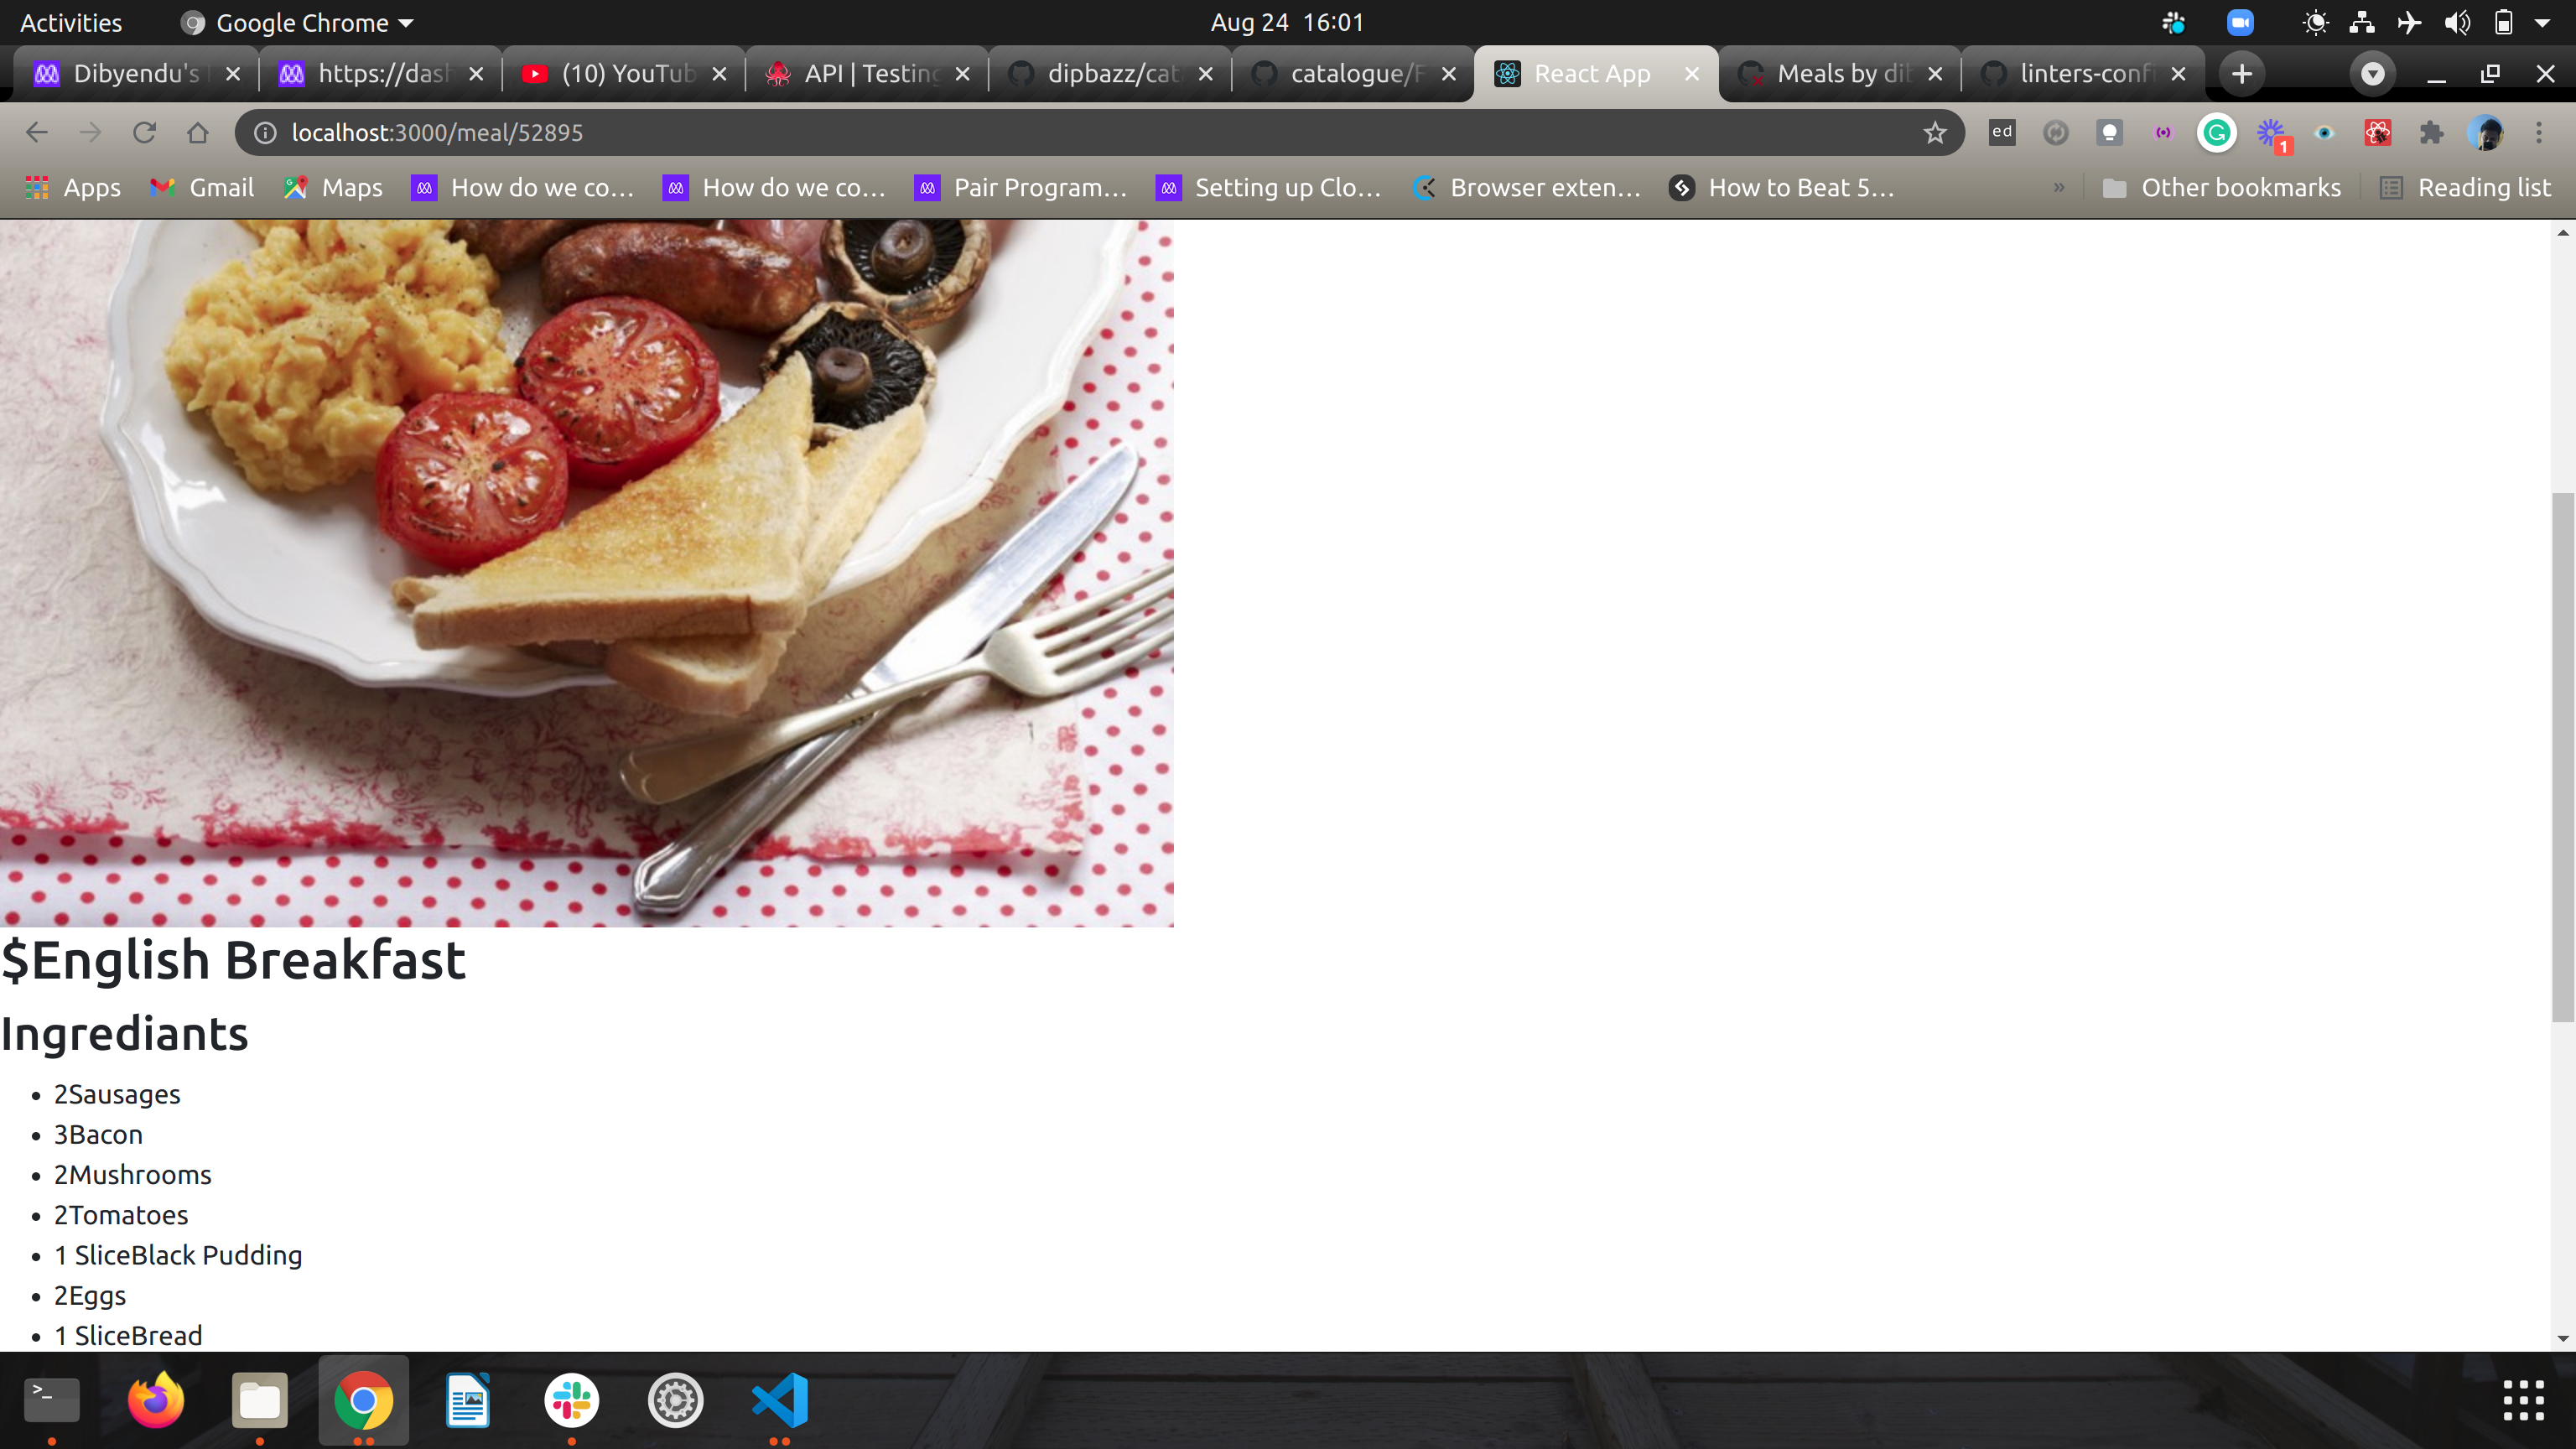 Activities Google Chrome Aug 24 16:01
Dibyendu's https://dash (10) YouTub API | Testing dipbazz/cat catalogue/F React App Meals by dib linters-confi
localhost:3000/meal/52895 ed 1
Apps Gmail Maps How do we co... How do we co... Pair Program... Setting up Clo... Browser exten... How to Beat 5... » Other bookmarks Reading list
$English Breakfast
Ingrediants
2Sausages
3Bacon
2Mushrooms
2Tomatoes
1 SliceBlack Pudding
2Eggs
1 SliceBread